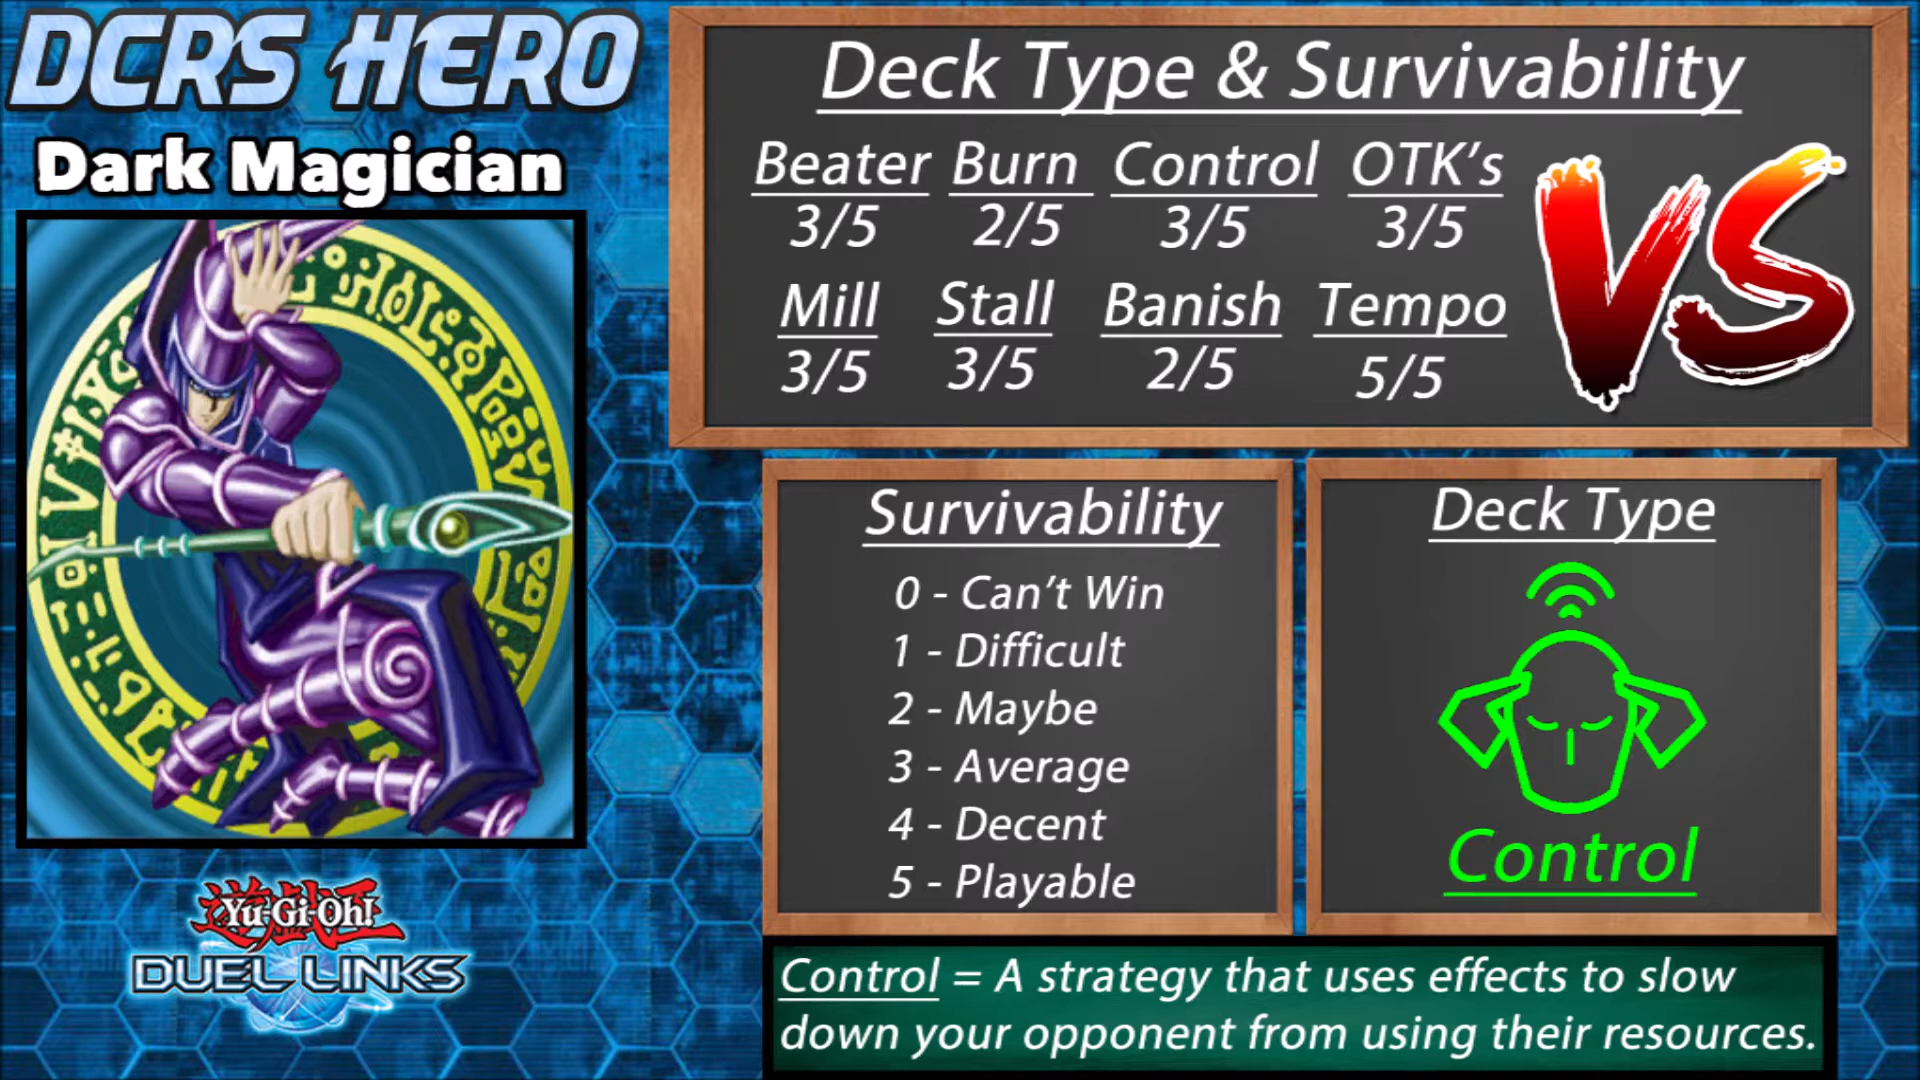 DCRS HERO
Dark Magician
Deck Type & Survivability
Beater Burn Control OTK's
3/5 2/5 3/5 3/5
Mill Stall Banish Tempo
3/5 3/5 2/5 5/5
VS
Survivability
0 - Can't Win
1 - Difficult
2 - Maybe
3 - Average
4 - Decent
5 - Playable
Deck Type
Control
Yu-Gi-Oh!
DUEL LINKS
Control = A strategy that uses effects to slow
down your opponent from using their resources.